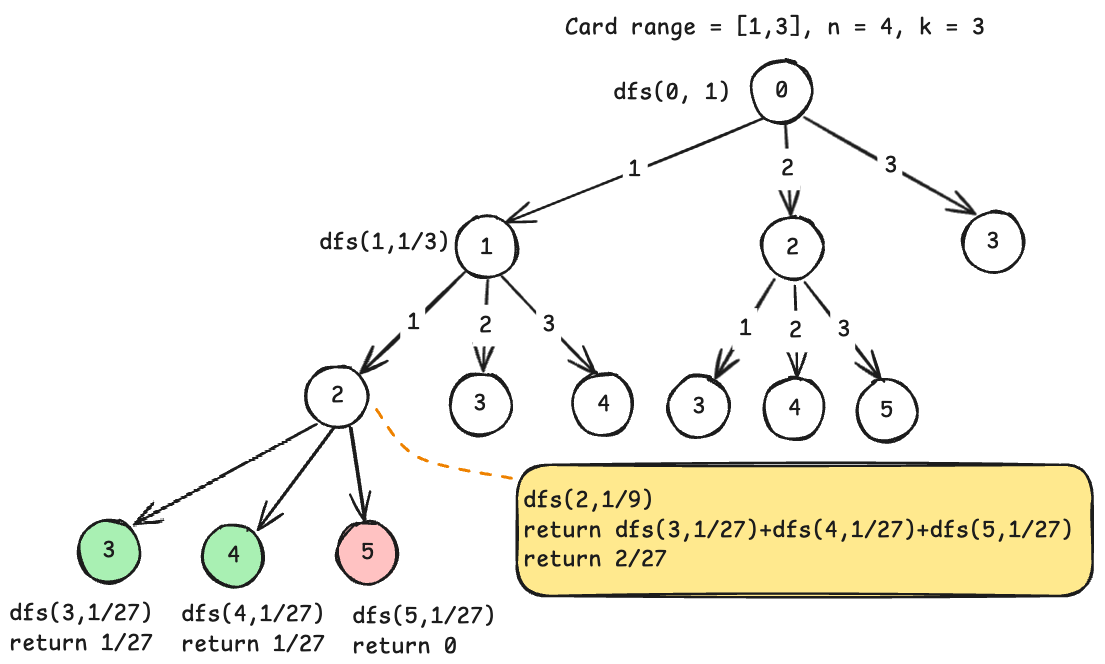 Card range = [1,3], n = 4, k = 3
dfs(0, 1)
0
1
2
3
dfs(1,1/3)
1
2
3
1
2
3
1
2
3
2
3
4
3
4
5
dfs(2,1/9)
return dfs(3,1/27)+dfs(4,1/27)+dfs(5,1/27)
return 2/27
3
4
5
dfs(3,1/27)
return 1/27
dfs(4,1/27)
return 1/27
dfs(5,1/27)
return 0